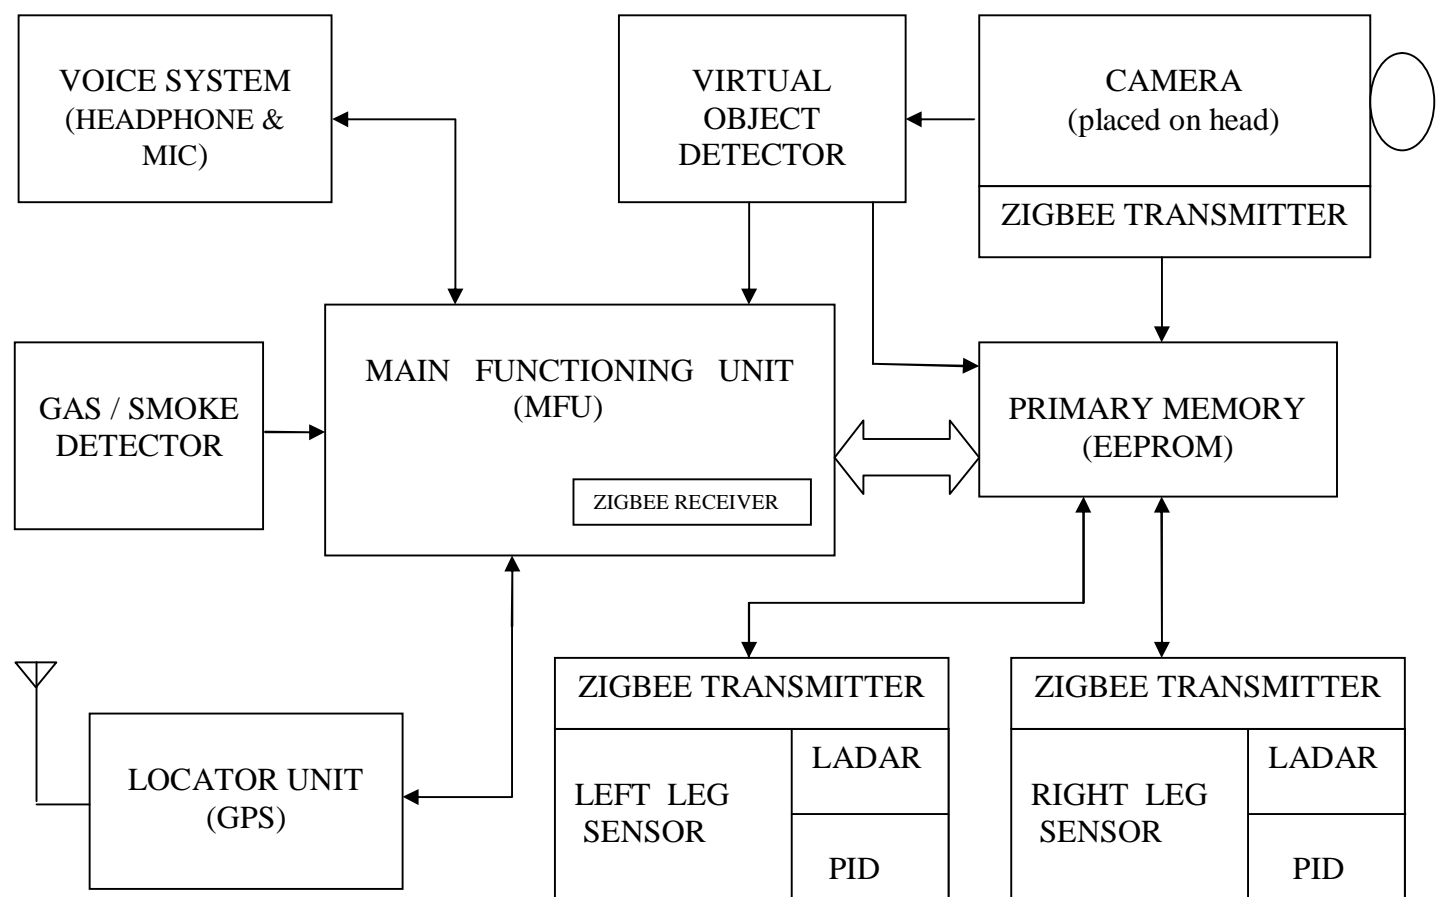 VOICE SYSTEM
(HEADPHONE &
MIC)
VIRTUAL
OBJECT
DETECTOR
CAMERA
(placed on head)
ZIGBEE TRANSMITTER
GAS / SMOKE
DETECTOR
MAIN FUNCTIONING UNIT
(MFU)
ZIGBEE RECEIVER
PRIMARY MEMORY
(EEPROM)
LOCATOR UNIT
(GPS)
ZIGBEE TRANSMITTER
LEFT LEG
SENSOR
LADAR
PID
ZIGBEE TRANSMITTER
RIGHT LEG
SENSOR
LADAR
PID